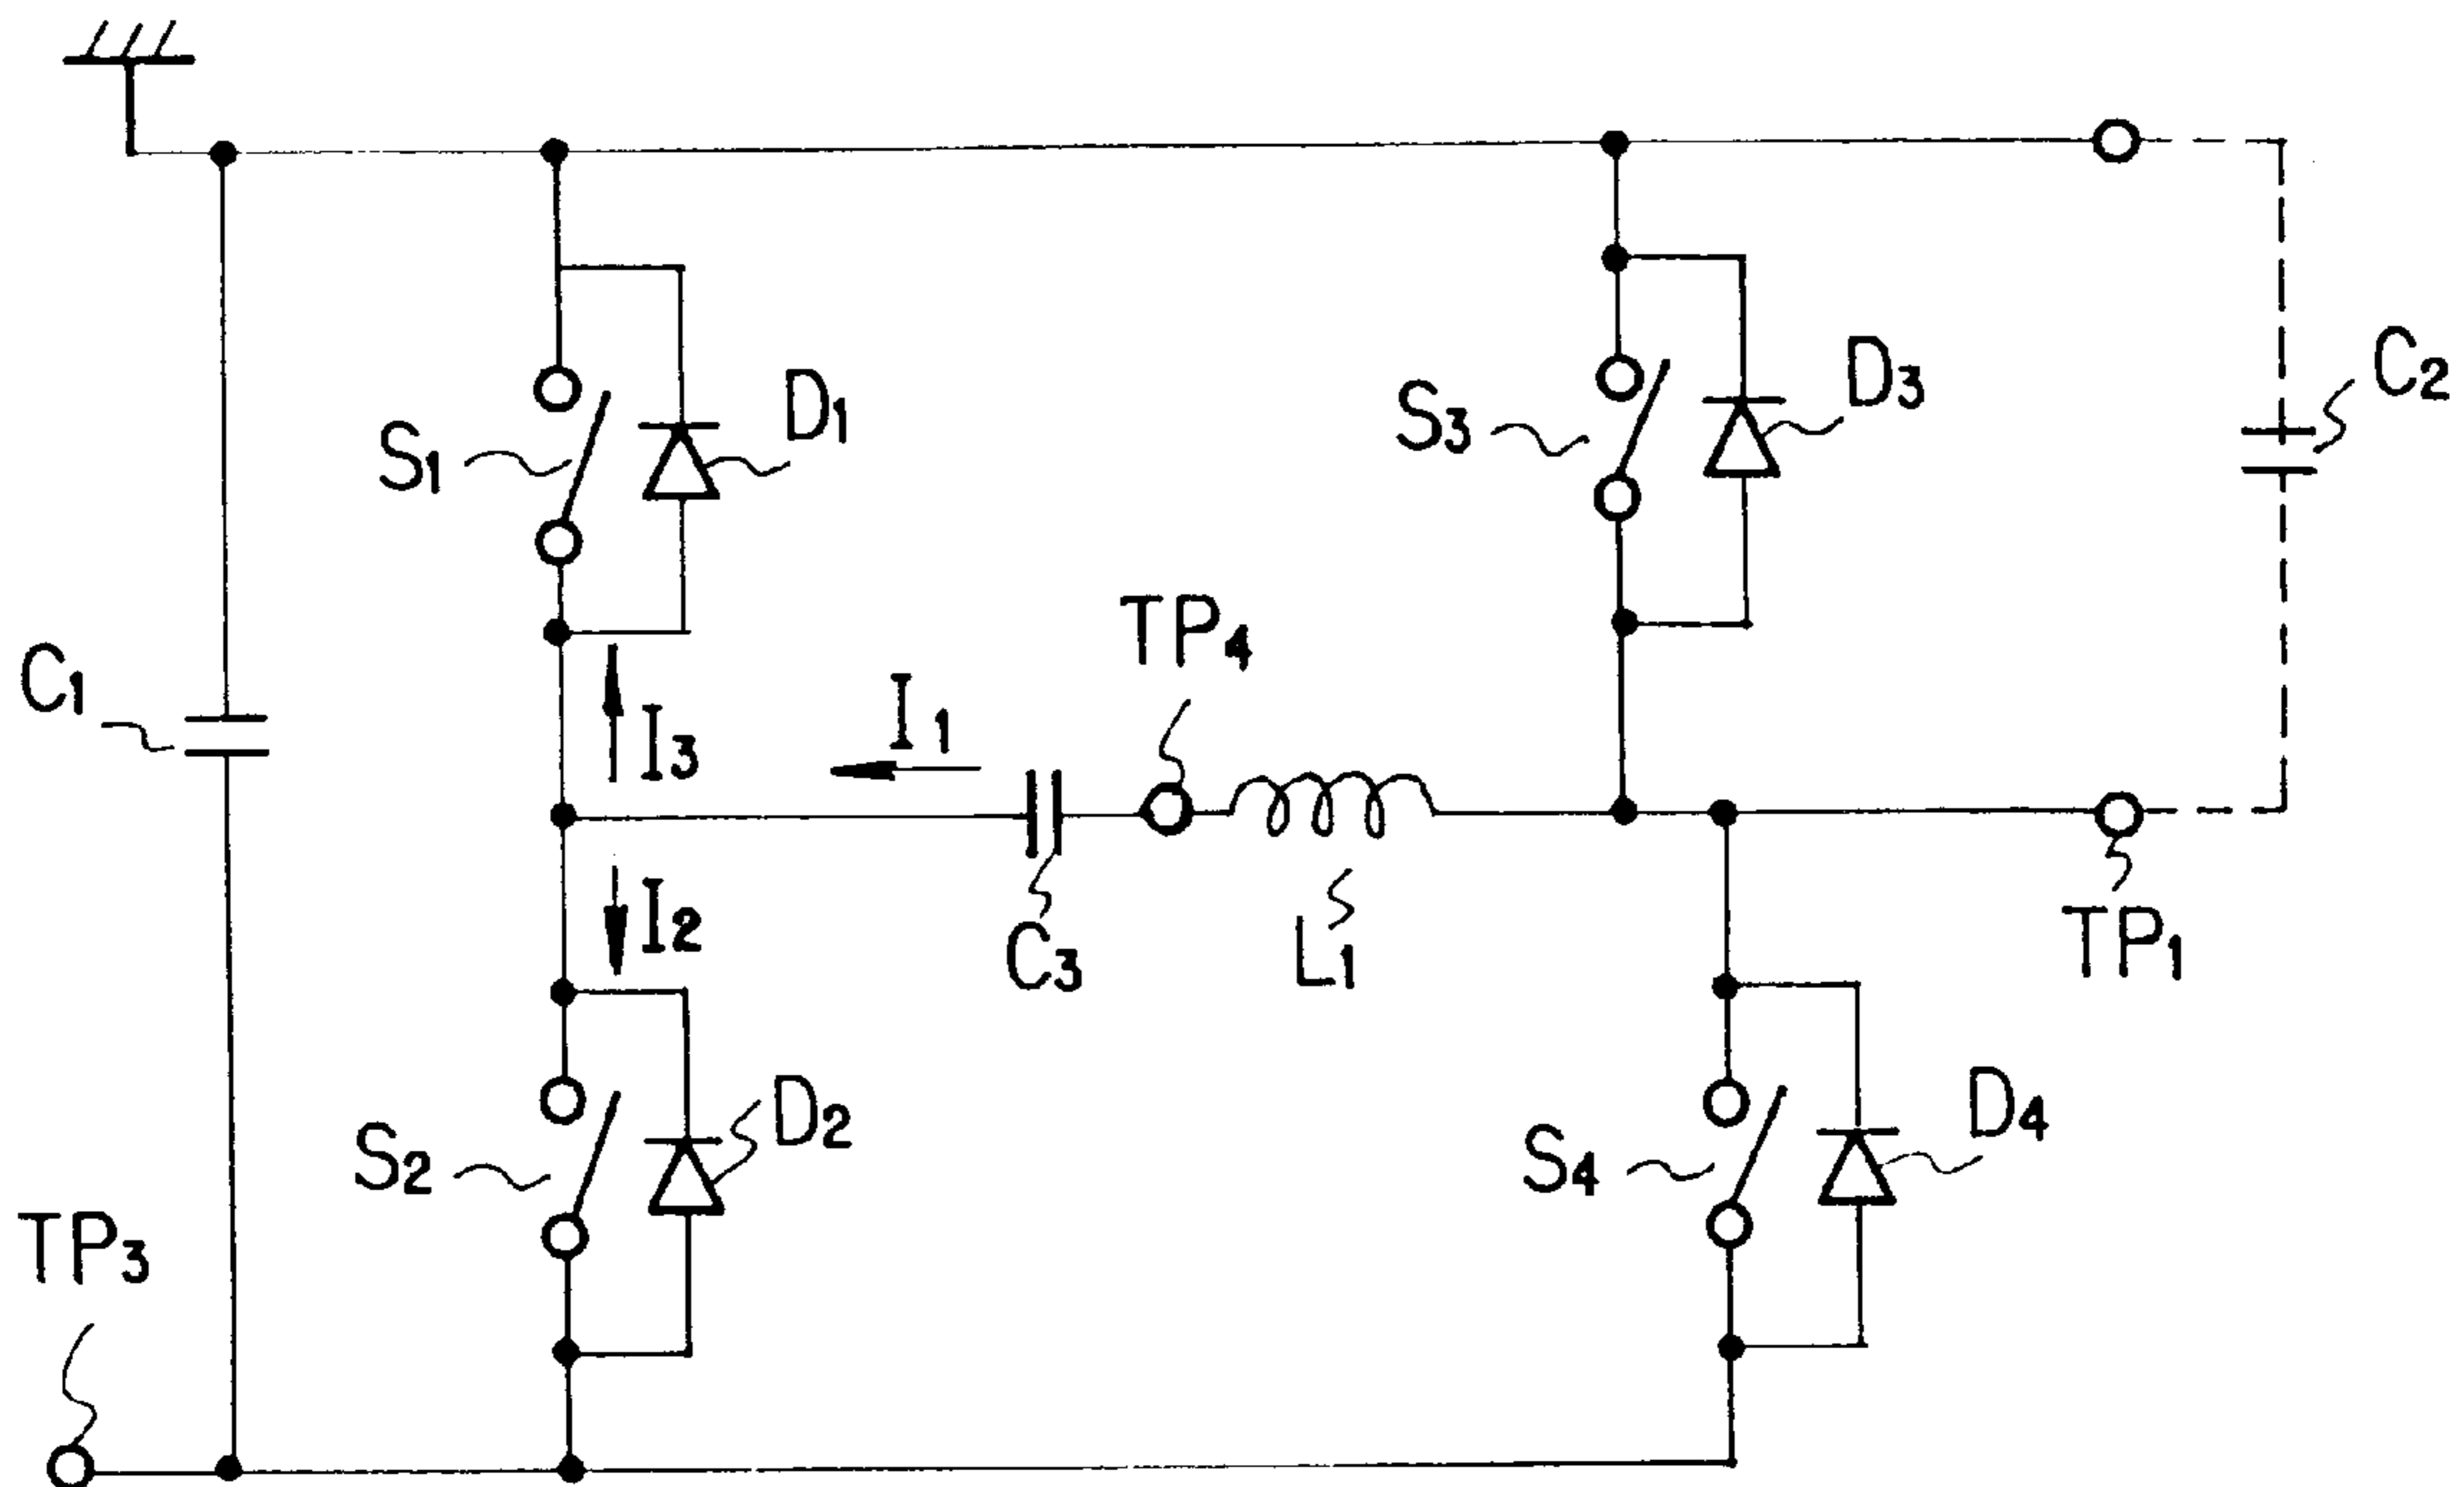 D₁
S₁
D₃
S₃
C₂
TP₄
C₁
I₁
I₃
I₂
C₃
L₁
TP₁
D₂
S₂
D₄
S₄
TP₃